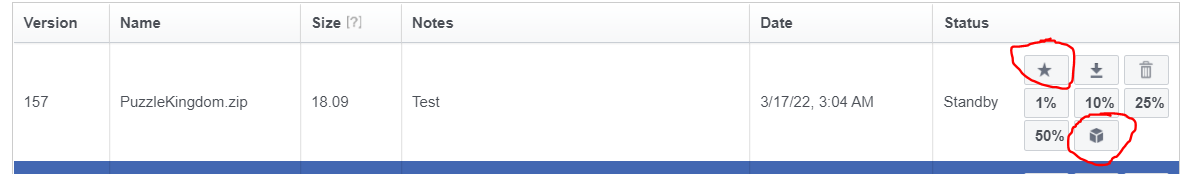 Version Name Size [?] Notes Date Status
157 PuzzleKingdom.zip 18.09 Test 3/17/22, 3:04 AM Standby
1% 10% 25%
50%